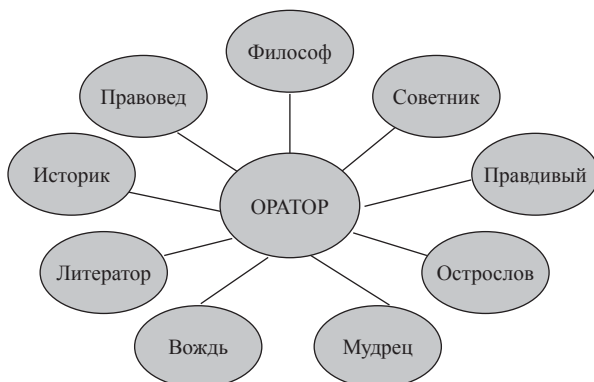 Философ
Правовед
Советник
Историк
Правдивый
ОРАТОР
Литератор
Острослов
Вождь
Мудрец